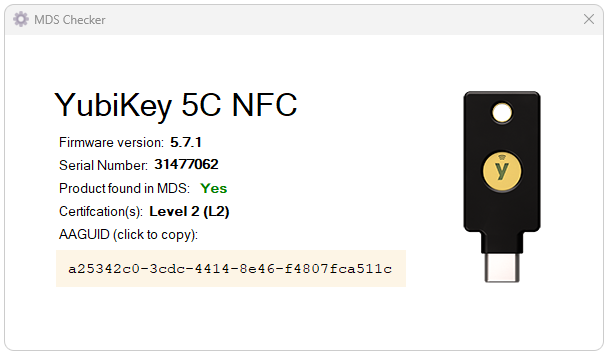 MDS Checker
YubiKey 5C NFC
Firmware version: 5.7.1
Serial Number: 31477062
Product found in MDS: Yes
Certifcation(s): Level 2 (L2)
AAGUID (click to copy):
a25342c0-3cdc-4414-8e46-f4807fca511c
y